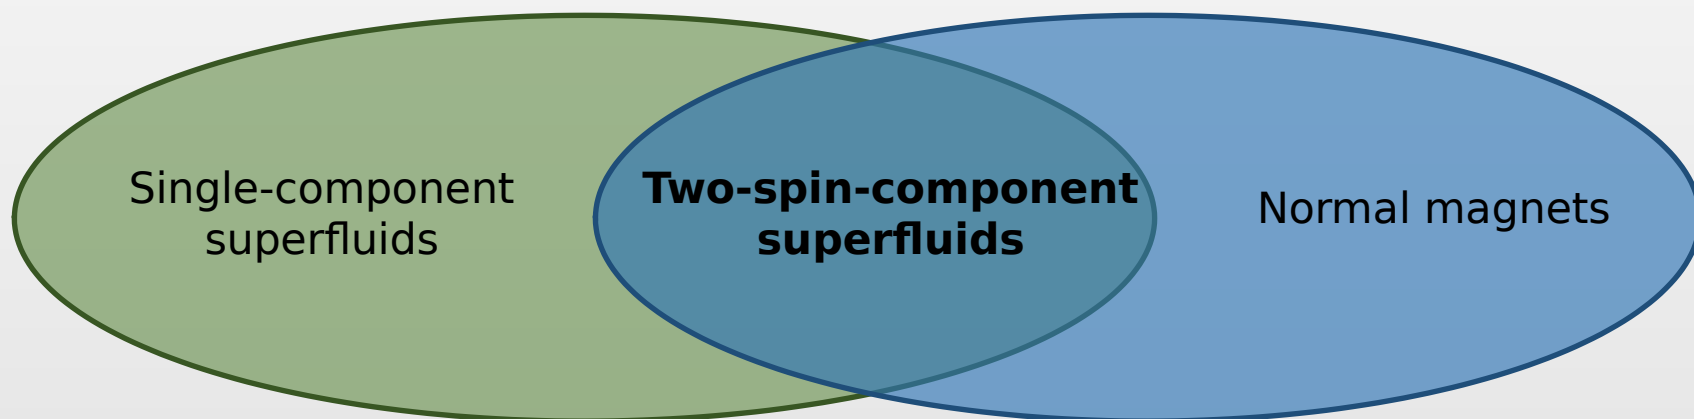 Single-component
superfluids
Two-spin-component
superfluids
Normal magnets